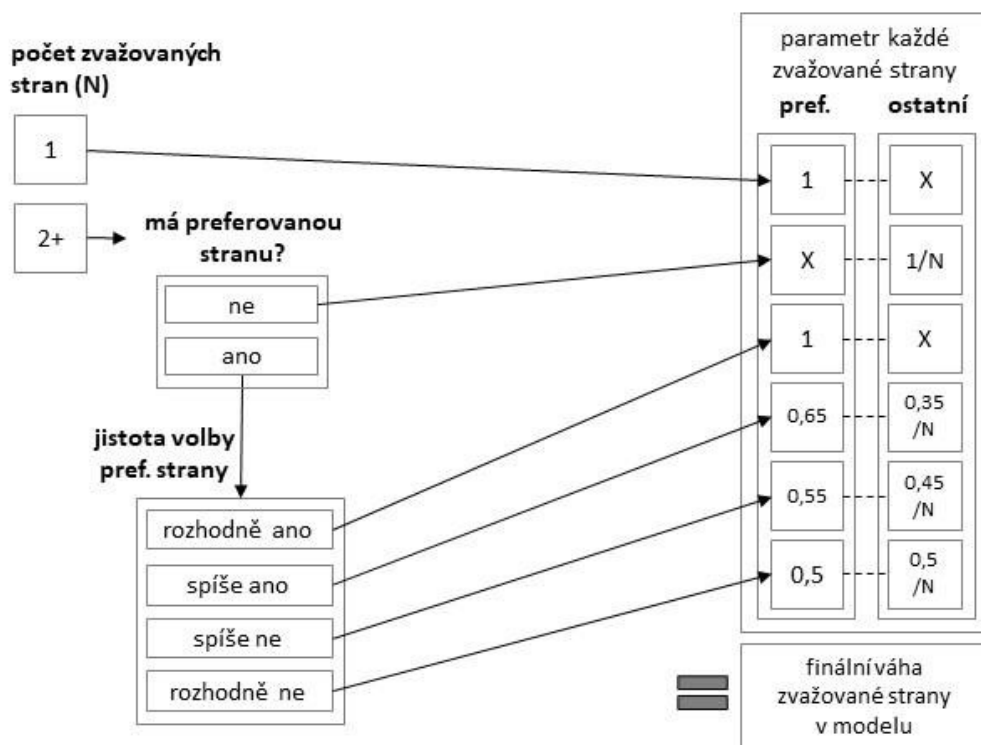 počet zvažovaných
stran (N)
1
2+
má preferovanou
stranu?
ne
ano
jistota volby
pref. strany
rozhodně ano
spíše ano
spíše ne
rozhodně ne
parametr každé
zvažované strany
pref. ostatní
1 X
X 1/N
1 X
0,65 0,35
/N
0,55 0,45
/N
0,5 0,5
/N
finální váha
zvažované strany
v modelu